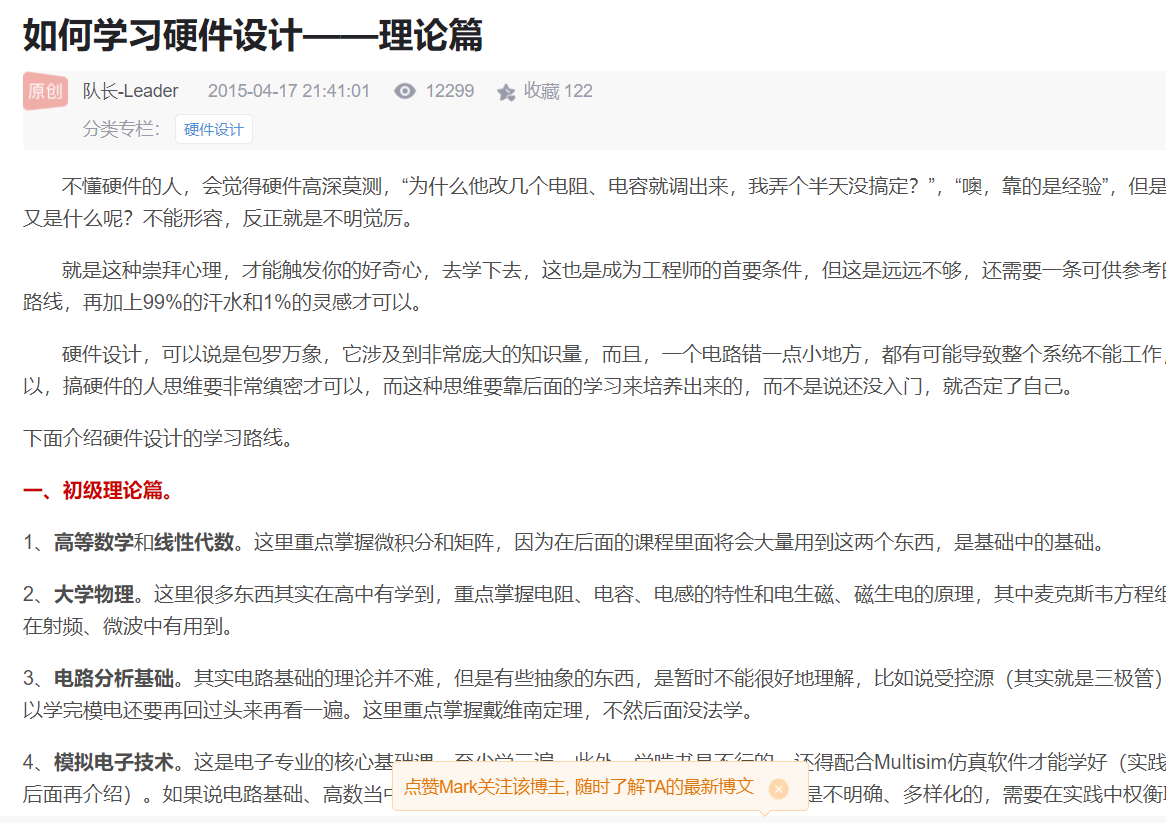 如何学习硬件设计——理论篇
原创 队长-Leader 2015-04-17 21:41:01 12299 收藏 122
分类专栏： 硬件设计
不懂硬件的人，会觉得硬件高深莫测，“为什么他改几个电阻、电容就调出来，我弄个半天没搞定？”，“噢，靠的是经验”，但是
又是什么呢？不能形容，反正就是不明觉厉。
就是这种崇拜心理，才能触发你的好奇心，去学下去，这也是成为工程师的首要条件，但这是远远不够，还需要一条可供参考的
路线，再加上99%的汗水和1%的灵感才可以。
硬件设计，可以说是包罗万象，它涉及到非常庞大的知识量，而且，一个电路错一点小地方，都有可能导致整个系统不能工作，
以，搞硬件的人思维要非常缜密才可以，而这种思维要靠后面的学习来培养出来的，而不是说还没入门，就否定了自己。
下面介绍硬件设计的学习路线。
一、初级理论篇。
1、高等数学和线性代数。这里重点掌握微积分和矩阵，因为在后面的课程里面将会大量用到这两个东西，是基础中的基础。
2、大学物理。这里很多东西其实在高中有学到，重点掌握电阻、电容、电感的特性和电生磁、磁生电的原理，其中麦克斯韦方程组
在射频、微波中有用到。
3、电路分析基础。其实电路基础的理论并不难，但是有些抽象的东西，是暂时不能很好地理解，比如说受控源（其实就是三极管）
以学完模电还要再回过头来再看一遍。这里重点掌握戴维南定理，不然后面没法学。
4、模拟电子技术。这是电子专业的核心基础课，至少学三遍，此外，学啃书是不行的，还得配合Multisim仿真软件才能学好（实践
后面再介绍）。如果说电路基础、高数当中 是不明确、多样化的，需要在实践中权衡
点赞Mark关注该博主, 随时了解TA的最新博文